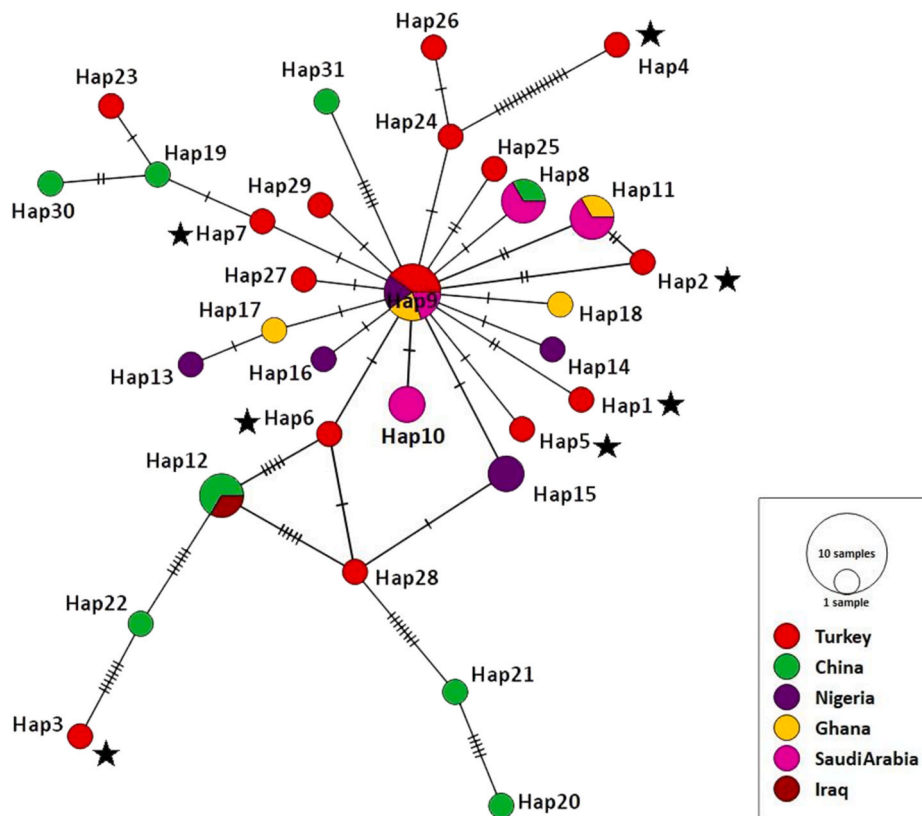 Hap26
Hap4
Hap31
Hap23
Hap24
Hap19
Hap25
Hap8
Hap11
Hap30
Hap29
Hap7
Hap2
Hap27
Hap9
Hap17
Hap18
Hap13
Hap16
Hap14
Hap1
Hap6
Hap10
Hap5
Hap12
Hap15
Hap28
Hap22
Hap21
Hap3
Hap20
10 samples
1 sample
Turkey
China
Nigeria
Ghana
SaudiArabia
Iraq